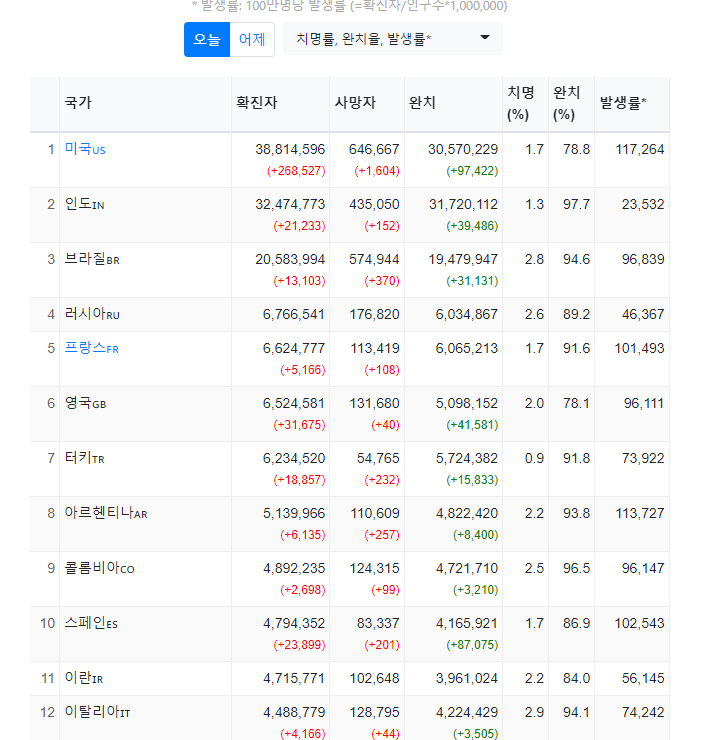 * 발생률: 100만명당 발생률 (=확진자/인구수*1,000,000)
오늘 어제 치명률, 완치율, 발생률*
국가 확진자 사망자 완치 치명(%) 완치(%) 발생률*
1 미국US 38,814,596 646,667 30,570,229 1.7 78.8 117,264
(+268,527) (+1,604) (+97,422)
2 인도IN 32,474,773 435,050 31,720,112 1.3 97.7 23,532
(+21,233) (+152) (+39,486)
3 브라질BR 20,583,994 574,944 19,479,947 2.8 94.6 96,839
(+13,103) (+370) (+31,131)
4 러시아RU 6,766,541 176,820 6,034,867 2.6 89.2 46,367
5 프랑스FR 6,624,777 113,419 6,065,213 1.7 91.6 101,493
(+5,166) (+108)
6 영국GB 6,524,581 131,680 5,098,152 2.0 78.1 96,111
(+31,675) (+40) (+41,581)
7 터키TR 6,234,520 54,765 5,724,382 0.9 91.8 73,922
(+18,857) (+232) (+15,833)
8 아르헨티나AR 5,139,966 110,609 4,822,420 2.2 93.8 113,727
(+6,135) (+257) (+8,400)
9 콜롬비아CO 4,892,235 124,315 4,721,710 2.5 96.5 96,147
(+2,698) (+99) (+3,210)
10 스페인ES 4,794,352 83,337 4,165,921 1.7 86.9 102,543
(+23,899) (+201) (+87,075)
11 이란IR 4,715,771 102,648 3,961,024 2.2 84.0 56,145
12 이탈리아IT 4,488,779 128,795 4,224,429 2.9 94.1 74,242
(+4,166) (+44) (+3,505)